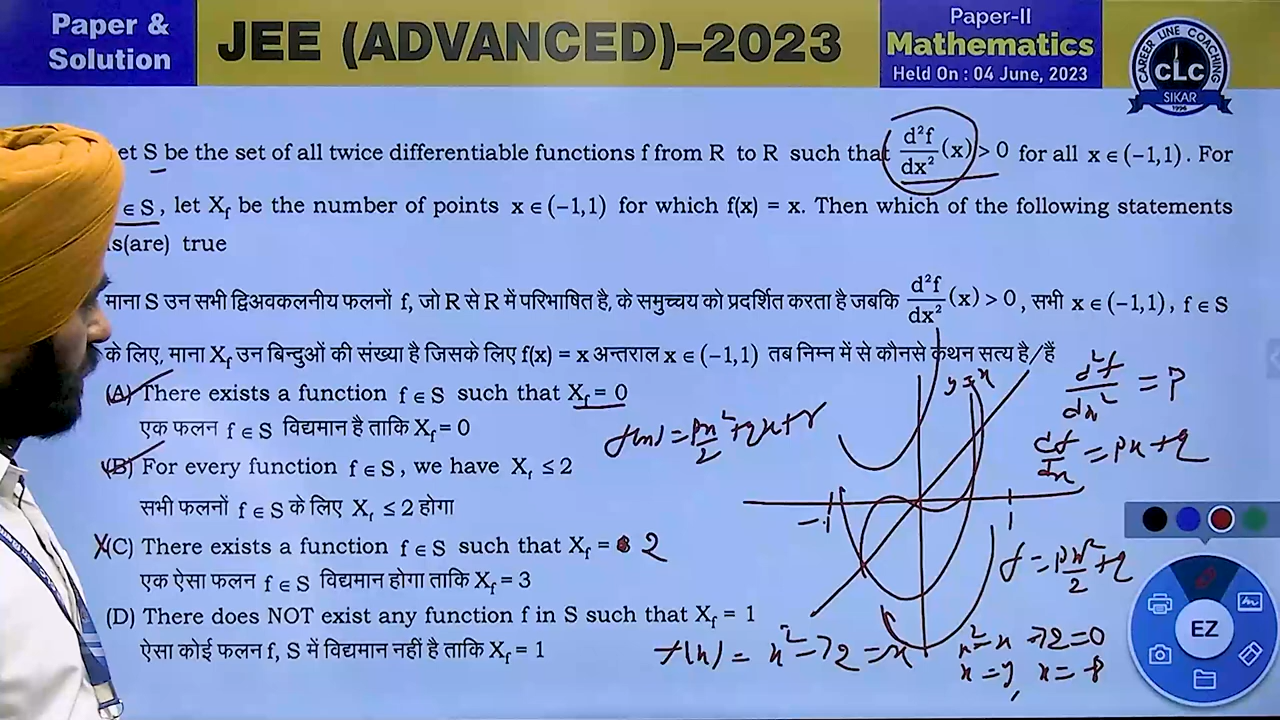 Paper &
Solution
JEE (ADVANCED)–2023
Paper-II
Mathematics
Held On : 04 June, 2023
CAREER LINE COACHING
CLC
SIKAR
1996
et S be the set of all twice differentiable functions f from R to R such that d²f/dx² (x) > 0 for all x ∈ (−1,1). For
∈ S, let X_f be the number of points x ∈ (−1,1) for which f(x) = x. Then which of the following statements
is(are) true
माना S उन सभी द्विअवकलनीय फलनों f, जो R से R में परिभाषित है, के समुच्चय को प्रदर्शित करता है जबकि d²f/dx² (x) > 0, सभी x ∈ (−1,1), f ∈ S
के लिए, माना X_f उन बिन्दुओं की संख्या है जिसके लिए f(x) = x अन्तराल x ∈ (−1,1) तब निम्न में से कौनसे कथन सत्य है/हैं
(A) There exists a function f ∈ S such that X_f = 0
एक फलन f ∈ S विद्यमान है ताकि X_f = 0
(B) For every function f ∈ S, we have X_f ≤ 2
सभी फलनों f ∈ S के लिए X_f ≤ 2 होगा
X(C) There exists a function f ∈ S such that X_f = 2
एक ऐसा फलन f ∈ S विद्यमान होगा ताकि X_f = 3
(D) There does NOT exist any function f in S such that X_f = 1
ऐसा कोई फलन f, S में विद्यमान नहीं है ताकि X_f = 1
f(x) = px²/2 + qx + r
y = x
d²f/dx² = p
df/dx = px + q
−1
1
f = px²/2 + q
f(x) = x² − 72 = x
x² − x − 72 = 0
x = 9, x = −8
EZ